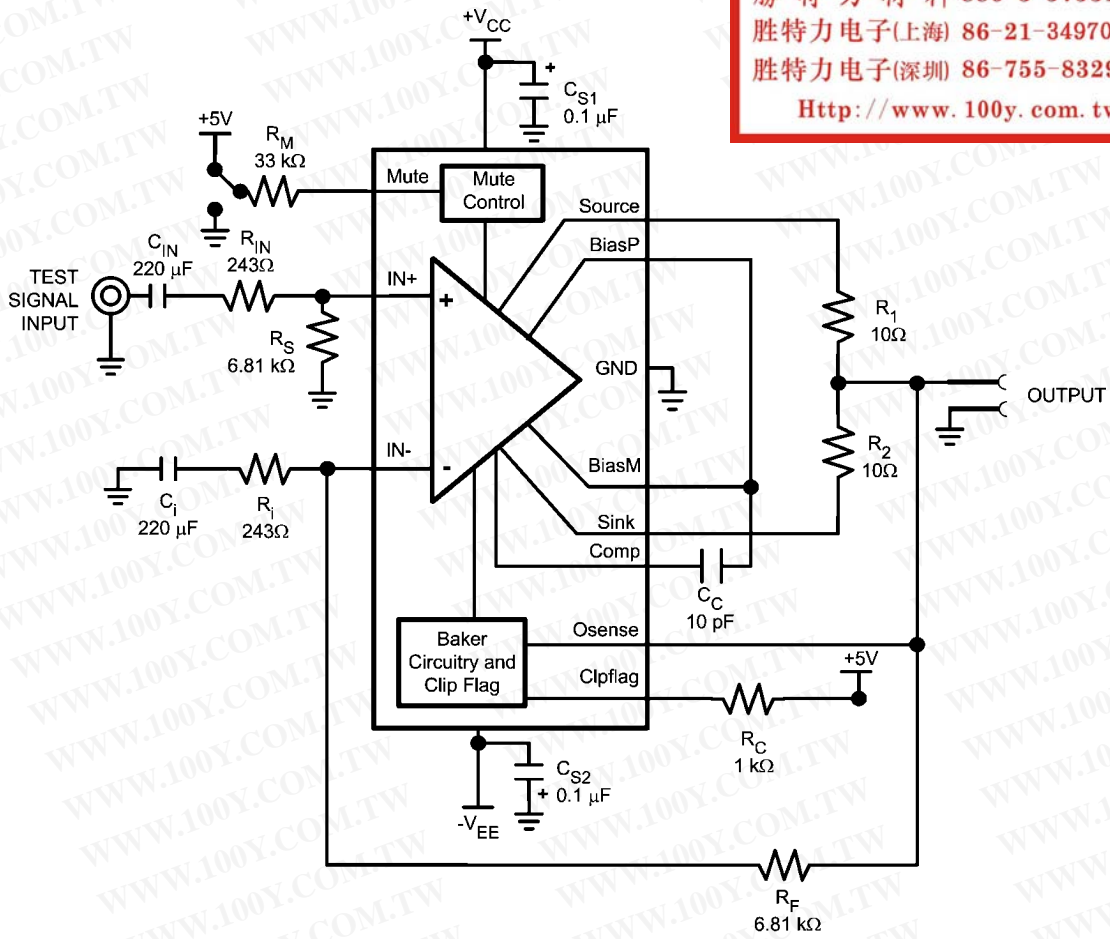 胜特力电子(上海) 86-21-34970
胜特力电子(深圳) 86-755-8329
Http://www.100y.com.tw
+VCC
CS1
0.1 µF
+5V
RM
33 kΩ
Mute
Mute
Control
Source
BiasP
CIN
220 µF
RIN
243Ω
TEST
SIGNAL
INPUT
IN+
+
RS
6.81 kΩ
R1
10Ω
GND
OUTPUT
IN-
-
Ci
220 µF
Ri
243Ω
BiasM
R2
10Ω
Sink
Comp
CC
10 pF
Baker
Circuitry and
Clip Flag
Osense
Clpflag
+5V
RC
1 kΩ
CS2
+ 0.1 µF
-VEE
RF
6.81 kΩ
WWW.100Y.COM.TW